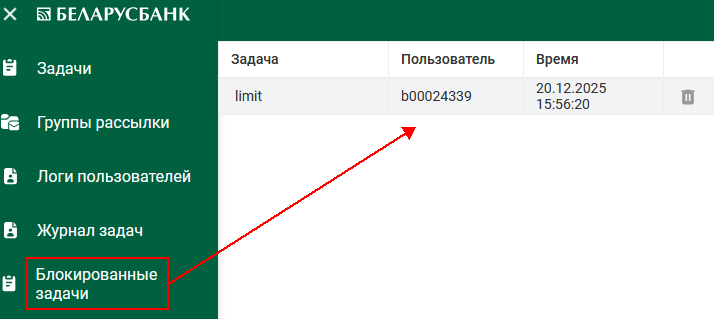 БЕЛАРУСБАНК
Задачи
Группы рассылки
Логи пользователей
Журнал задач
Блокированные
задачи
Задача Пользователь Время
limit b00024339 20.12.2025
15:56:20